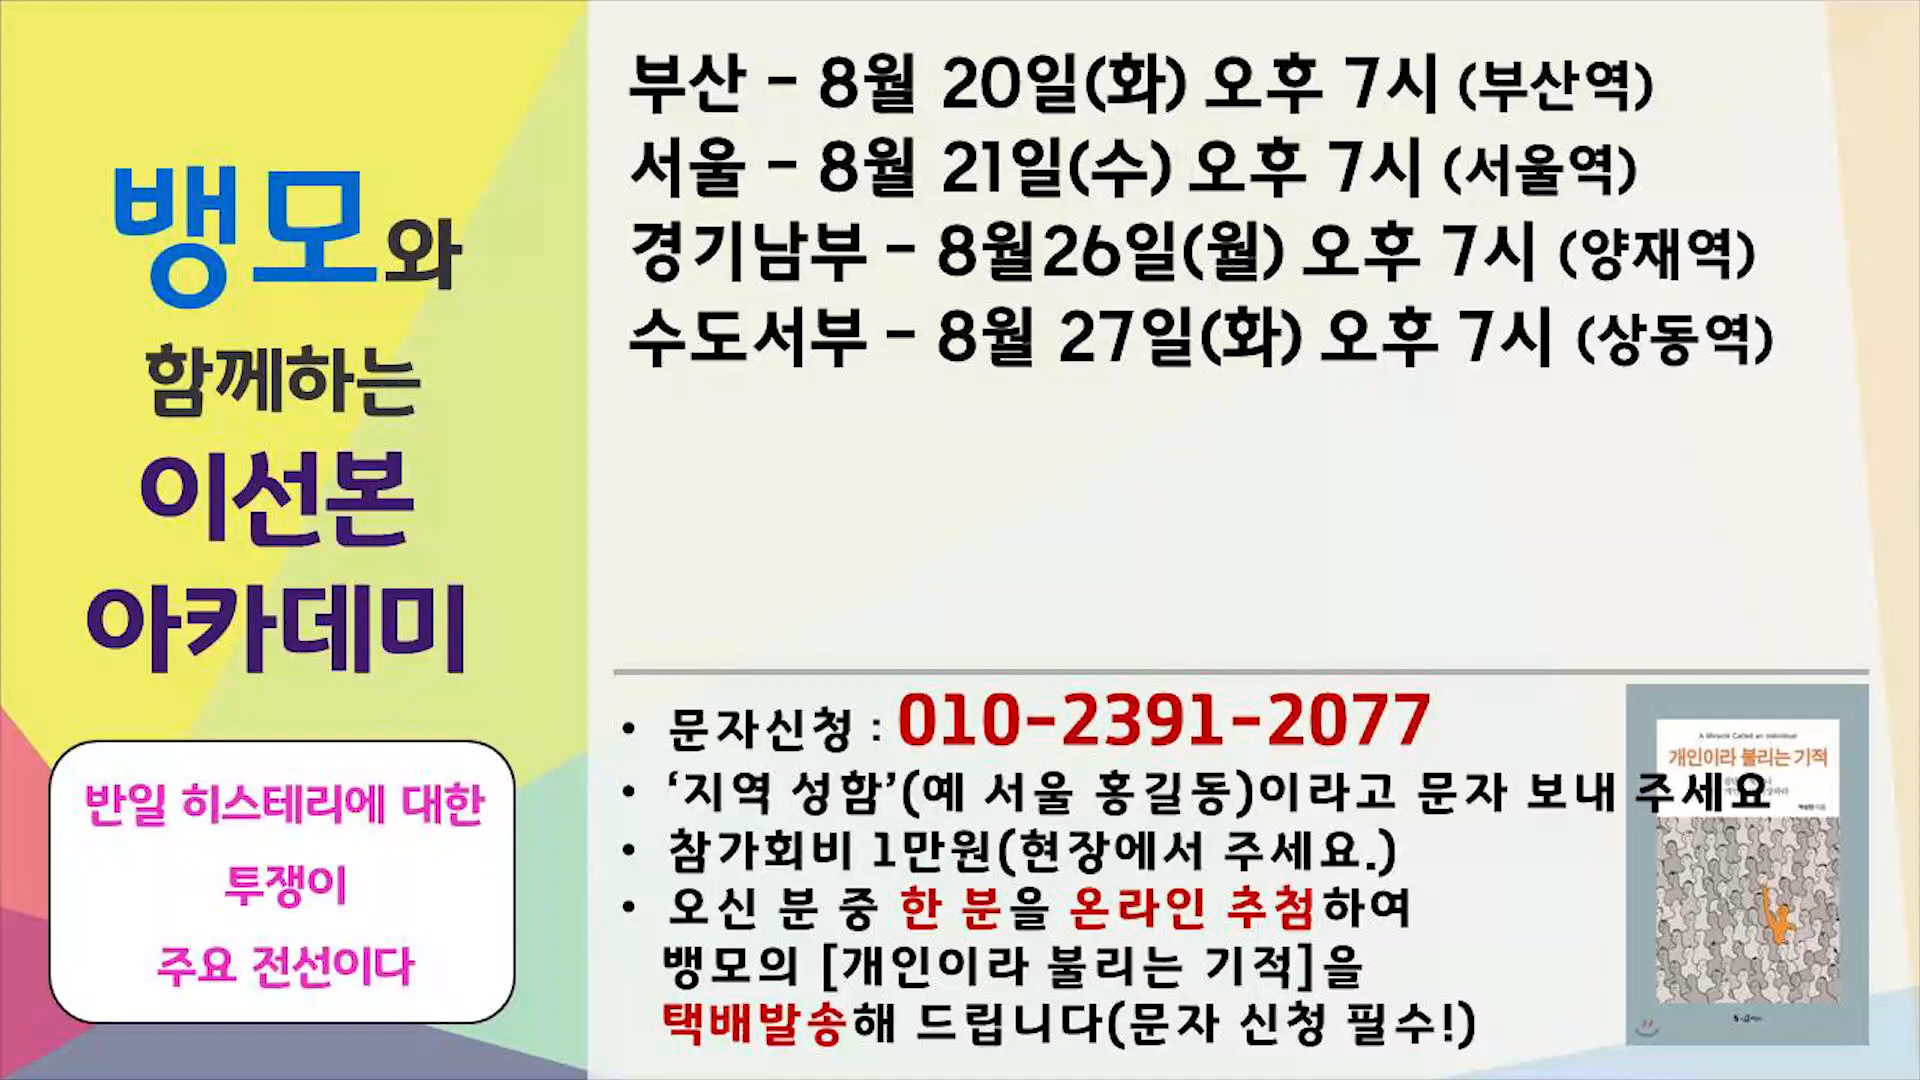 뱅모와
함께하는
이선본
아카데미
반일 히스테리에 대한
투쟁이
주요 전선이다
부산 - 8월 20일(화) 오후 7시 (부산역)
서울 - 8월 21일(수) 오후 7시 (서울역)
경기남부 - 8월26일(월) 오후 7시 (양재역)
수도서부 - 8월 27일(화) 오후 7시 (상동역)
• 문자신청 : 010-2391-2077
• ‘지역 성함’(예 서울 홍길동)이라고 문자 보내 주세요
• 참가회비 1만원(현장에서 주세요.)
• 오신 분 중 한 분을 온라인 추첨하여
뱅모의 [개인이라 불리는 기적]을
택배발송해 드립니다(문자 신청 필수!)
A Miracle Called an Individual
개인이라 불리는 기적